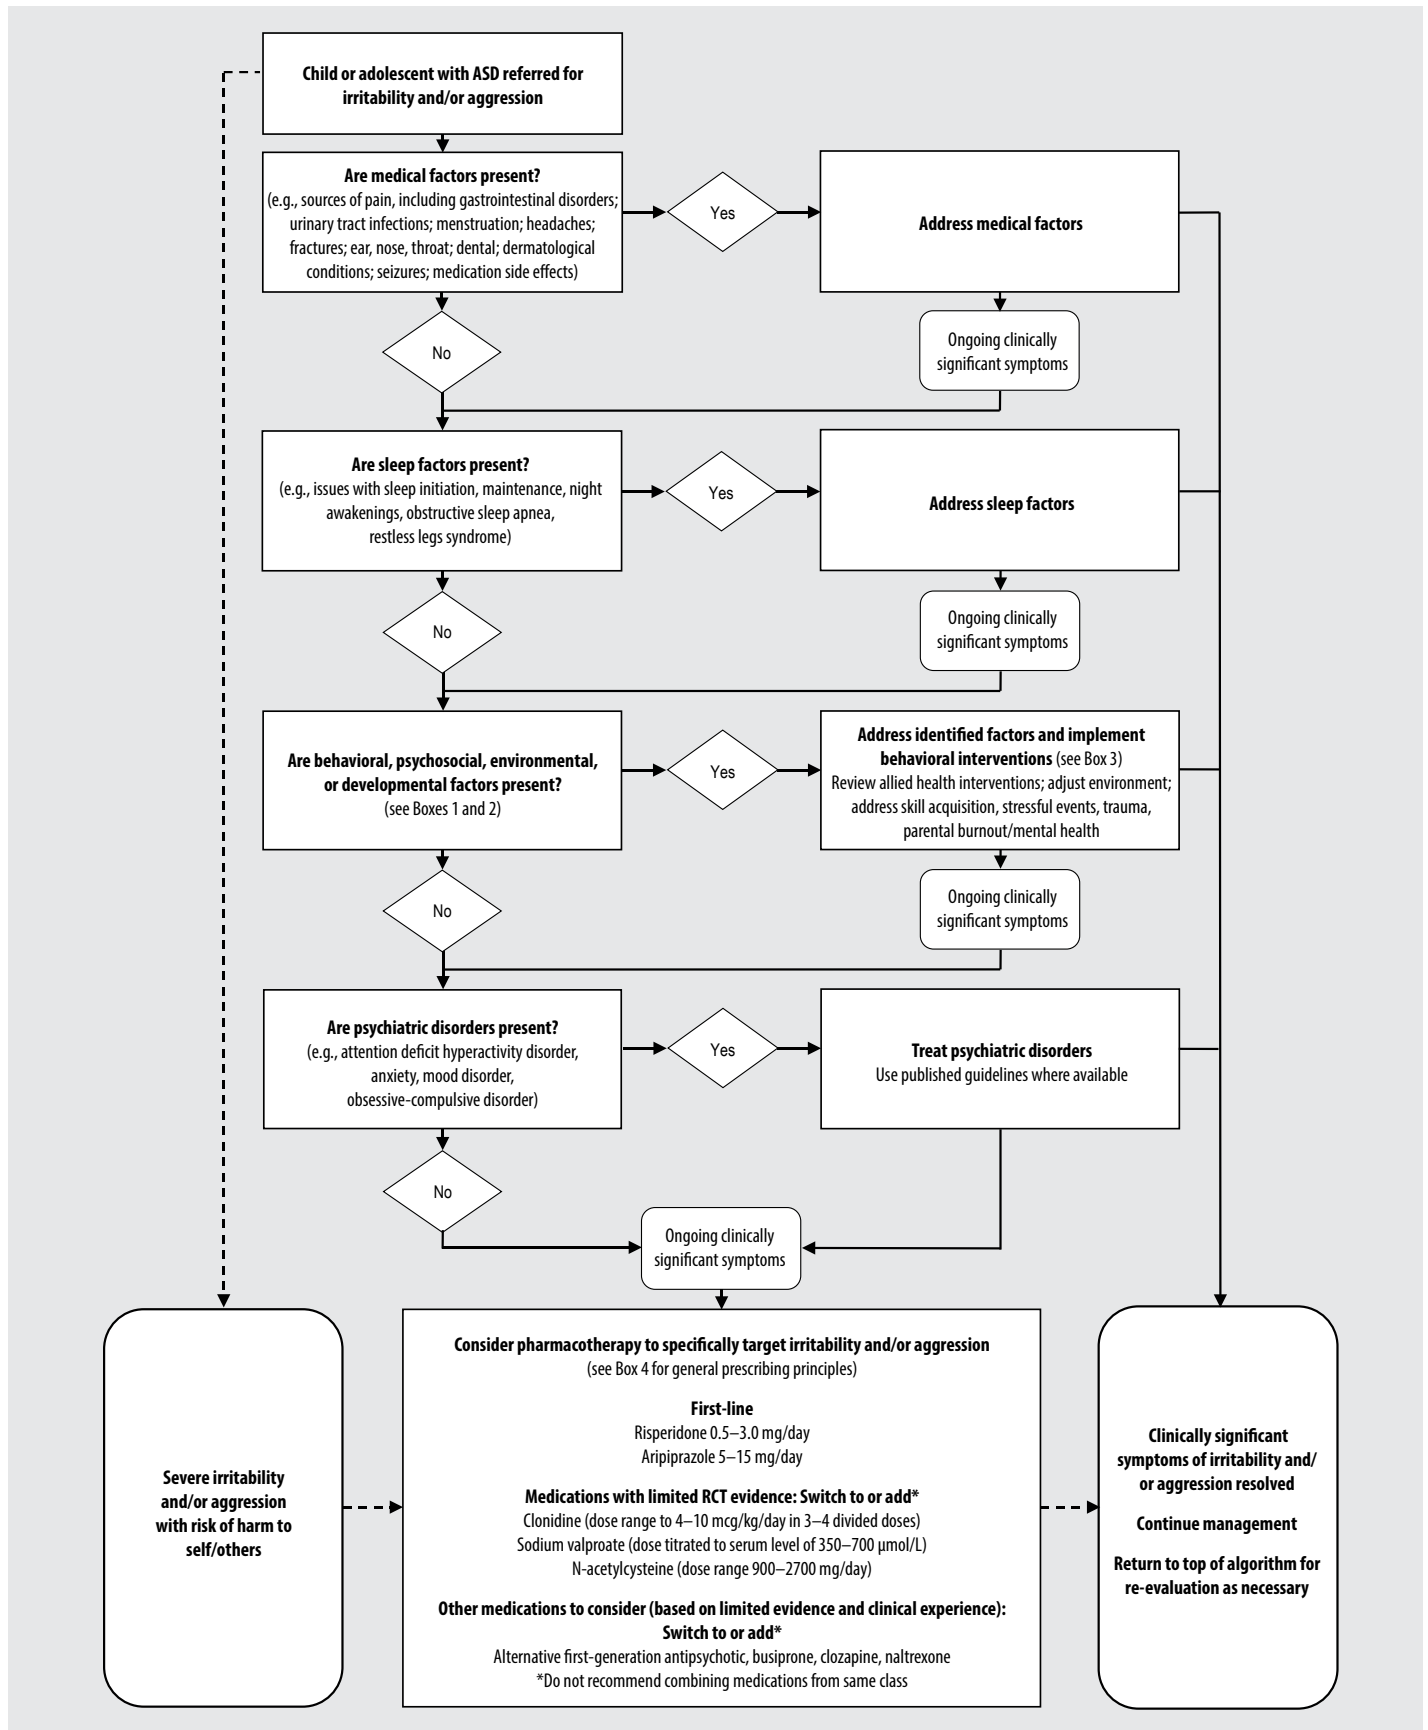 Child or adolescent with ASD referred for
irritability and/or aggression
Are medical factors present?
(e.g., sources of pain, including gastrointestinal disorders;
urinary tract infections; menstruation; headaches;
fractures; ear, nose, throat; dental; dermatological
conditions; seizures; medication side effects)
Yes
Address medical factors
No
Ongoing clinically
significant symptoms
Are sleep factors present?
(e.g., issues with sleep initiation, maintenance, night
awakenings, obstructive sleep apnea,
restless legs syndrome)
Yes
Address sleep factors
No
Ongoing clinically
significant symptoms
Are behavioral, psychosocial, environmental,
or developmental factors present?
(see Boxes 1 and 2)
Yes
Address identified factors and implement
behavioral interventions (see Box 3)
Review allied health interventions; adjust environment;
address skill acquisition, stressful events, trauma,
parental burnout/mental health
No
Ongoing clinically
significant symptoms
Are psychiatric disorders present?
(e.g., attention deficit hyperactivity disorder,
anxiety, mood disorder,
obsessive-compulsive disorder)
Yes
Treat psychiatric disorders
Use published guidelines where available
No
Ongoing clinically
significant symptoms
Severe irritability
and/or aggression
with risk of harm to
self/others
Consider pharmacotherapy to specifically target irritability and/or aggression
(see Box 4 for general prescribing principles)
First-line
Risperidone 0.5–3.0 mg/day
Aripiprazole 5–15 mg/day
Medications with limited RCT evidence: Switch to or add*
Clonidine (dose range to 4–10 mcg/kg/day in 3–4 divided doses)
Sodium valproate (dose titrated to serum level of 350–700 µmol/L)
N-acetylcysteine (dose range 900–2700 mg/day)
Other medications to consider (based on limited evidence and clinical experience):
Switch to or add*
Alternative first-generation antipsychotic, busiprone, clozapine, naltrexone
*Do not recommend combining medications from same class
Clinically significant
symptoms of irritability and/
or aggression resolved
Continue management
Return to top of algorithm for
re-evaluation as necessary